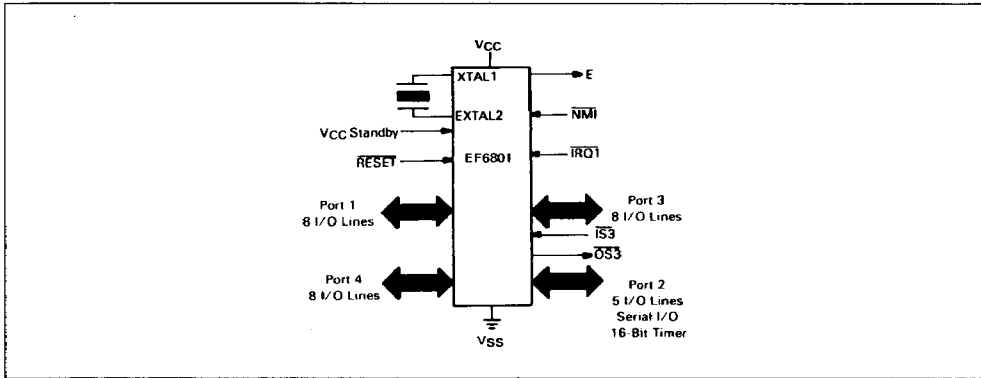 VCC
XTAL1
E
EXTAL2
NMI
VCC Standby
IRQ1
RESET
EF6801
Port 1
8 I/O Lines
Port 3
8 I/O Lines
IS3
OS3
Port 4
8 I/O Lines
Port 2
5 I/O Lines
Serial I/O
16-Bit Timer
VSS